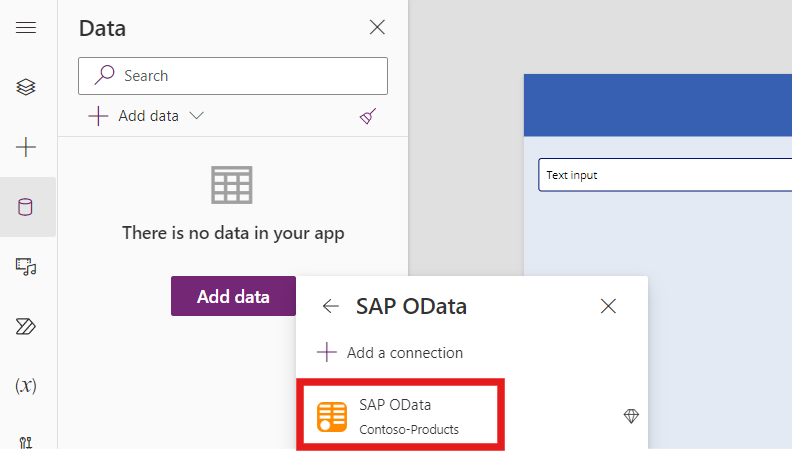 Data
Search
Add data
There is no data in your app
Add data
(x)
Text input
SAP OData
Add a connection
SAP OData
Contoso-Products